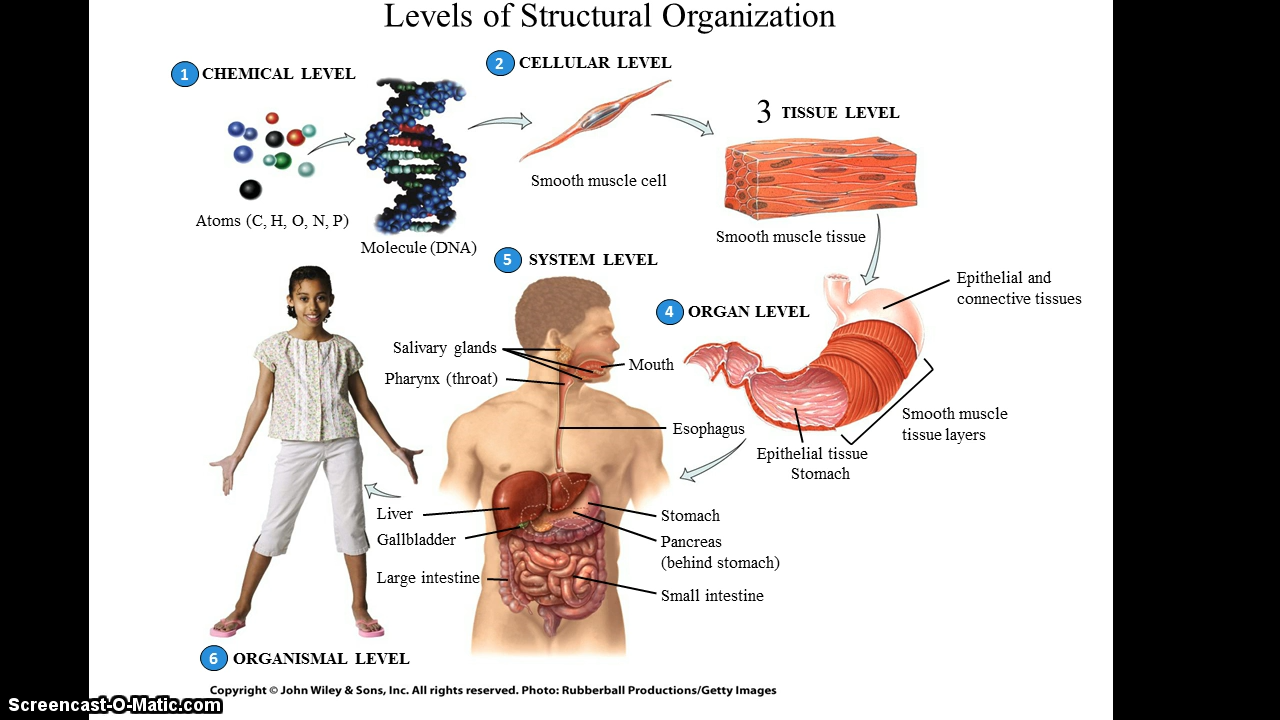 Levels of Structural Organization
1 CHEMICAL LEVEL
Atoms (C, H, O, N, P)
Molecule (DNA)
2 CELLULAR LEVEL
Smooth muscle cell
3 TISSUE LEVEL
Smooth muscle tissue
4 ORGAN LEVEL
Epithelial and
connective tissues
Smooth muscle
tissue layers
Epithelial tissue
Stomach
5 SYSTEM LEVEL
Salivary glands
Mouth
Pharynx (throat)
Esophagus
Liver
Stomach
Gallbladder
Pancreas
(behind stomach)
Large intestine
Small intestine
6 ORGANISMAL LEVEL
Copyright © John Wiley & Sons, Inc. All rights reserved. Photo: Rubberball Productions/Getty Images
Screencast-O-Matic.com